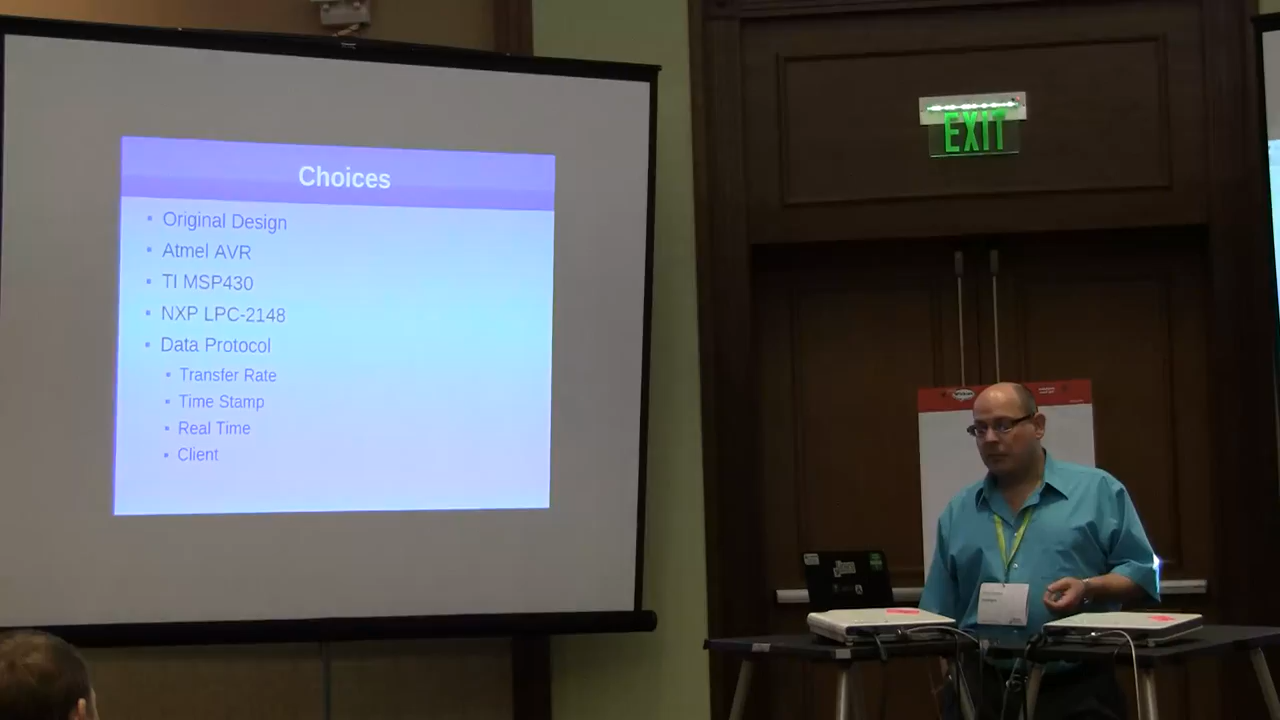 Choices
Original Design
Atmel AVR
TI MSP430
NXP LPC-2148
Data Protocol
Transfer Rate
Time Stamp
Real Time
Client
EXIT